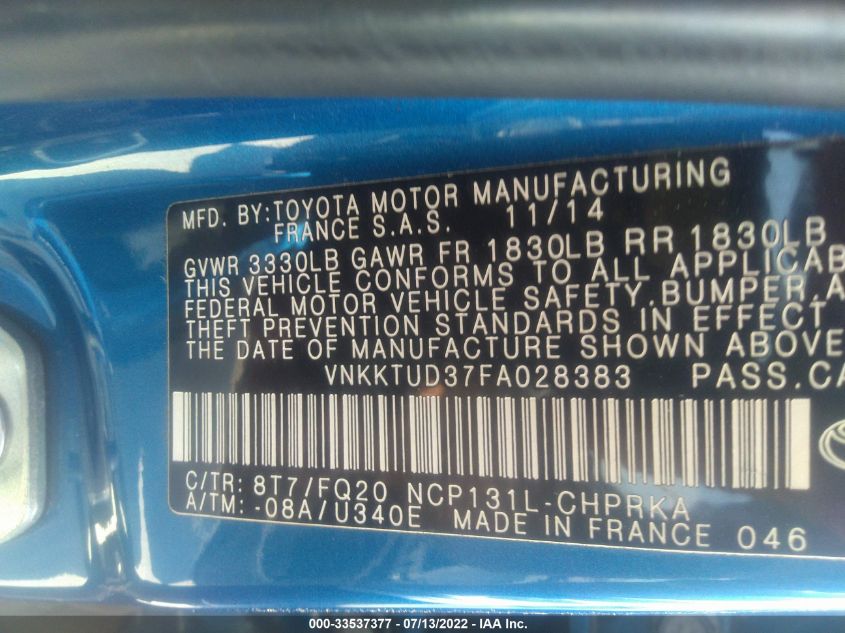 MFD. BY:TOYOTA MOTOR MANUFACTURING
FRANCE S.A.S. 11/14
GVWR 3330LB GAWR FR 1830LB RR 1830LB
THIS VEHICLE CONFORMS TO ALL APPLICAB
FEDERAL MOTOR VEHICLE SAFETY,BUMPER,A
THEFT PREVENTION STANDARDS IN EFFECT
THE DATE OF MANUFACTURE SHOWN ABOVE.
VNKKTUD37FA028383 PASS.CA
C/TR: 8T7/FQ20 NCP131L-CHPRKA
A/TM: -08A/U340E MADE IN FRANCE 046
000-33537377 - 07/13/2022 - IAA Inc.